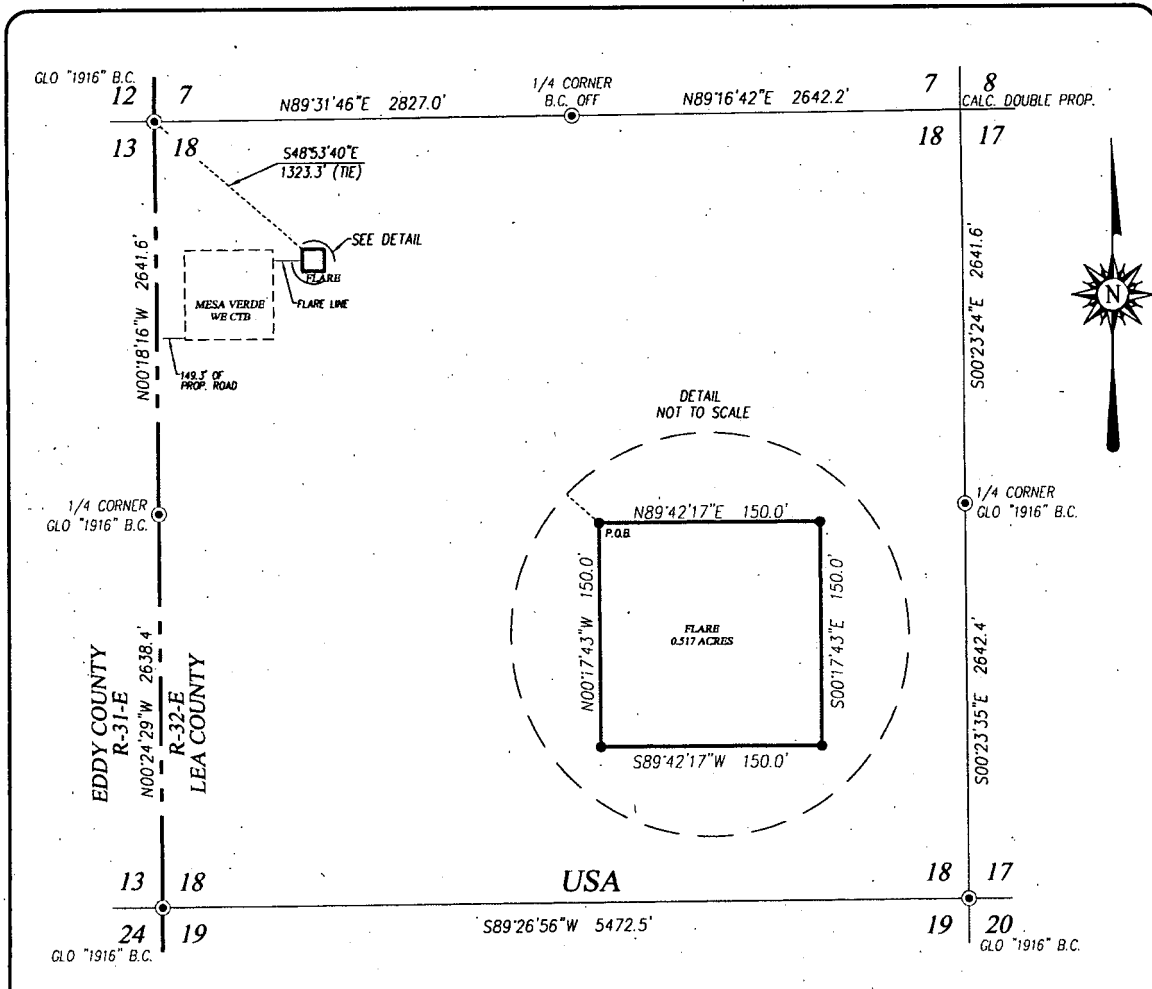 GLO "1916" B.C.
12 7
13 18
N89°31'46"E 2827.0'
1/4 CORNER
B.C. OFF
N89°16'42"E 2642.2'
7 8
CALC. DOUBLE PROP.
18 17
S48°53'40"E
1323.3' (TIE)
SEE DETAIL
FLARE
FLARE LINE
MESA VERDE
WE CTB
149.3' OF
PROP. ROAD
N00°18'16"W 2641.6'
S00°23'24"E 2641.6'
N
DETAIL
NOT TO SCALE
1/4 CORNER
GLO "1916" B.C.
1/4 CORNER
GLO "1916" B.C.
N89°42'17"E 150.0'
P.O.B.
N00°17'43"W 150.0'
FLARE
0.517 ACRES
S00°17'43"E 150.0'
S89°42'17"W 150.0'
EDDY COUNTY
R-31-E
N00°24'29"W 2638.4'
R-32-E
LEA COUNTY
S00°23'35"E 2642.4'
13 18
USA
18 17
24 19
S89°26'56"W 5472.5'
19 20
GLO "1916" B.C.
GLO "1916" B.C.